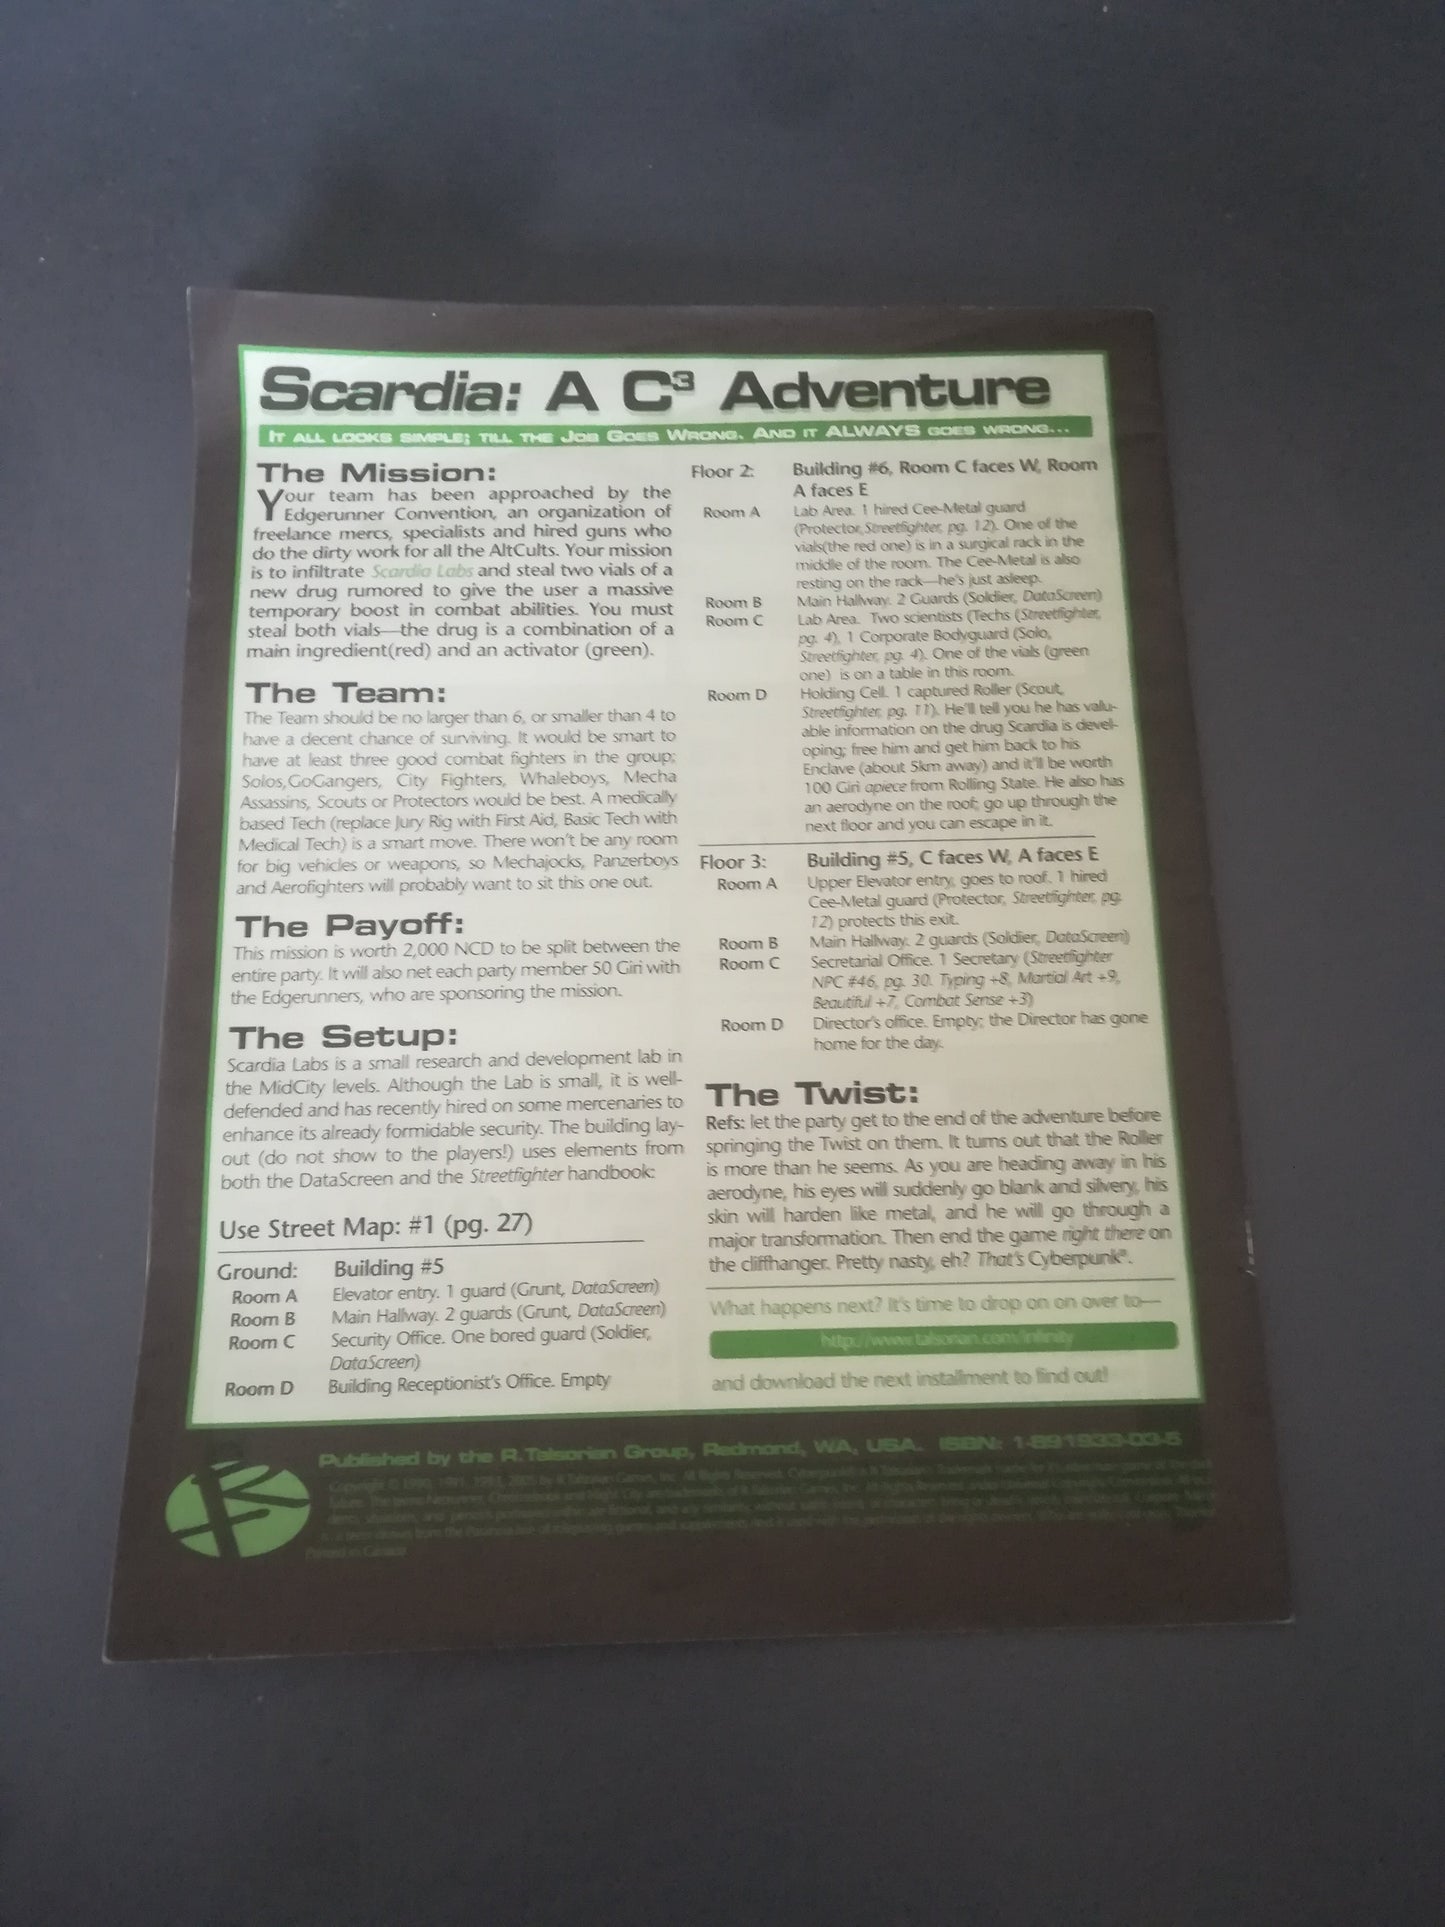 Scardia: A C³ Adventure
IT ALL LOOKS SIMPLE; TILL THE JOB GOES WRONG. AND IT ALWAYS GOES WRONG...
The Mission:
Your team has been approached by the
Edgerunner Convention, an organization of
freelance mercs, specialists and hired guns who
do the dirty work for all the AltCults. Your mission
is to infiltrate Scardia Labs and steal two vials of a
new drug rumored to give the user a massive
temporary boost in combat abilities. You must
steal both vials—the drug is a combination of a
main ingredient(red) and an activator (green).
The Team:
The Team should be no larger than 6, or smaller than 4 to
have a decent chance of surviving. It would be smart to
have at least three good combat fighters in the group;
Solos,GoGangers, City Fighters, Whaleboys, Mecha
Assassins, Scouts or Protectors would be best. A medically
based Tech (replace Jury Rig with First Aid, Basic Tech with
Medical Tech) is a smart move. There won't be any room
for big vehicles or weapons, so Mechajocks, Panzerboys
and Aerofighters will probably want to sit this one out.
The Payoff:
This mission is worth 2,000 NCD to be split between the
entire party. It will also net each party member 50 Giri with
the Edgerunners, who are sponsoring the mission.
The Setup:
Scardia Labs is a small research and development lab in
the MidCity levels. Although the Lab is small, it is well-
defended and has recently hired on some mercenaries to
enhance its already formidable security. The building lay-
out (do not show to the players!) uses elements from
both the DataScreen and the Streetfighter handbook:
Use Street Map: #1 (pg. 27)
Ground: Building #5
Room A Elevator entry. 1 guard (Grunt, DataScreen)
Room B Main Hallway. 2 guards (Grunt, DataScreen)
Room C Security Office. One bored guard (Soldier,
DataScreen)
Room D Building Receptionist's Office. Empty
Floor 2: Building #6, Room C faces W, Room
A faces E
Room A Lab Area. 1 hired Cee-Metal guard
(Protector,Streetfighter, pg. 12). One of the
vials(the red one) is in a surgical rack in the
middle of the room. The Cee-Metal is also
resting on the rack—he's just asleep.
Room B Main Hallway. 2 Guards (Soldier, DataScreen)
Room C Lab Area. Two scientists (Techs (Streetfighter,
pg. 4), 1 Corporate Bodyguard (Solo,
Streetfighter, pg. 4). One of the vials (green
one) is on a table in this room.
Room D Holding Cell. 1 captured Roller (Scout,
Streetfighter, pg. 11). He'll tell you he has valu-
able information on the drug Scardia is devel-
oping; free him and get him back to his
Enclave (about 5km away) and it'll be worth
100 Giri apiece from Rolling State. He also has
an aerodyne on the roof; go up through the
next floor and you can escape in it.
Floor 3: Building #5, C faces W, A faces E
Room A Upper Elevator entry, goes to roof. 1 hired
Cee-Metal guard (Protector, Streetfighter, pg.
12) protects this exit.
Room B Main Hallway. 2 guards (Soldier, DataScreen)
Room C Secretarial Office. 1 Secretary (Streetfighter
NPC #46, pg. 30. Typing +8, Martial Art +9,
Beautiful +7, Combat Sense +3)
Room D Director's office. Empty; the Director has gone
home for the day.
The Twist:
Refs: let the party get to the end of the adventure before
springing the Twist on them. It turns out that the Roller
is more than he seems. As you are heading away in his
aerodyne, his eyes will suddenly go blank and silvery, his
skin will harden like metal, and he will go through a
major transformation. Then end the game right there on
the cliffhanger. Pretty nasty, eh? That's Cyberpunk®.
What happens next? It's time to drop on on over to—
http://www.talsorian.com/infinity
and download the next installment to find out!
Published by the R.Talsorian Group, Redmond, WA, USA. ISBN: 1-891933-03-5
Printed in Canada